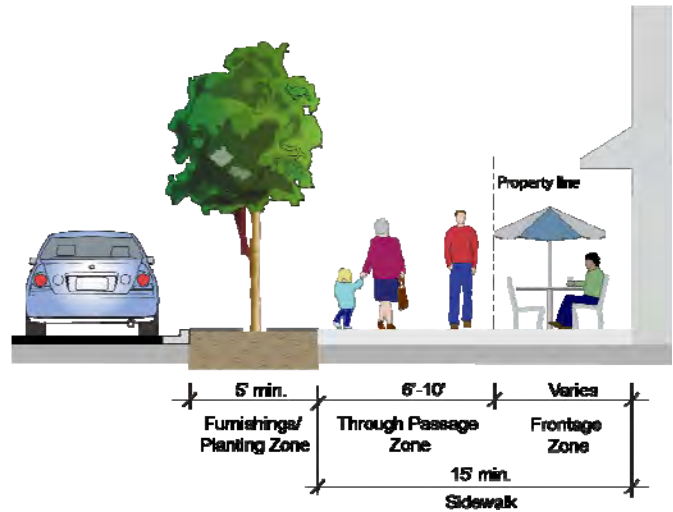 Property line
5' min.
6'-10'
Varies
Furnishings/
Planting Zone
Through Passage
Zone
Frontage
Zone
15' min.
Sidewalk